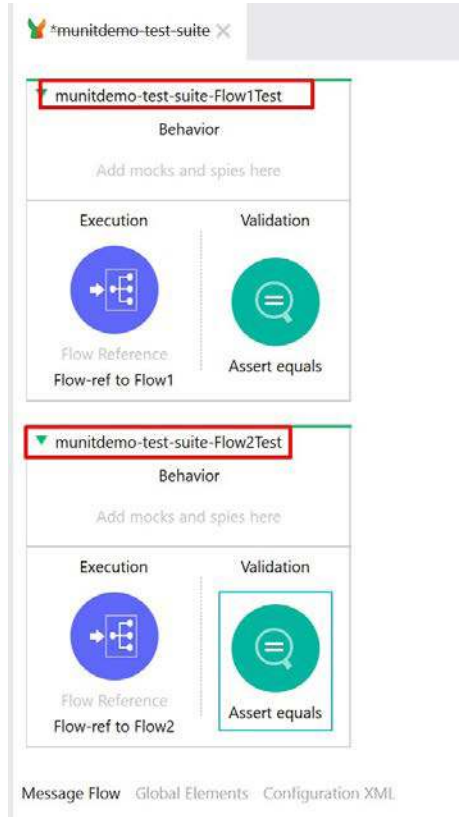 *munitdemo-test-suite
munitdemo-test-suite-Flow1Test
Behavior
Add mocks and spies here
Execution
Validation
Flow Reference
Flow-ref to Flow1
Assert equals
munitdemo-test-suite-Flow2Test
Behavior
Add mocks and spies here
Execution
Validation
Flow Reference
Flow-ref to Flow2
Assert equals
Message Flow Global Elements Configuration XML